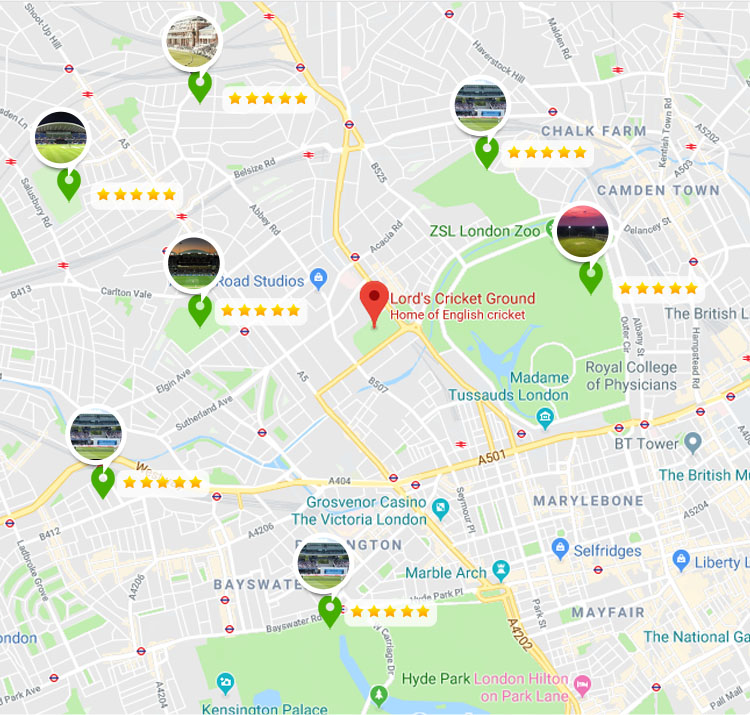 Shoot-Up Hill
Malden Rd
Haverstock Hill
Kentish Town Rd
CHALK FARM
A5202
A5
Belsize Rd
B525
A503
Salusbury Rd
CAMDEN TOWN
Abbey Rd
Acacia Rd
ZSL London Zoo
Delancey St
Road Studios
B413
Carlton Vale
Lord's Cricket Ground
Home of English cricket
The British L
Albany St
Outer Cir
Hampstead Rd
Royal College
of Physicians
Elgin Ave
A5
B507
Madame
Tussauds London
Sutherland Ave
BT Tower
A501
The British Mu
A404
Seymour Pl
Grosvenor Casino
The Victoria London
MARYLEBONE
A5204
B412
A4206
Selfridges
Ladbroke Grove
Marble Arch
Liberty L
A4206
BAYSWATE
Hyde Park Pl
Park St
MAYFAIR
Bayswater Ro
A4202
W Carriage Dr
The National Ga
ondon
Hyde Park
London Hilton
on Park Lane
Park Ave
Kensington Palace
Pall Mall